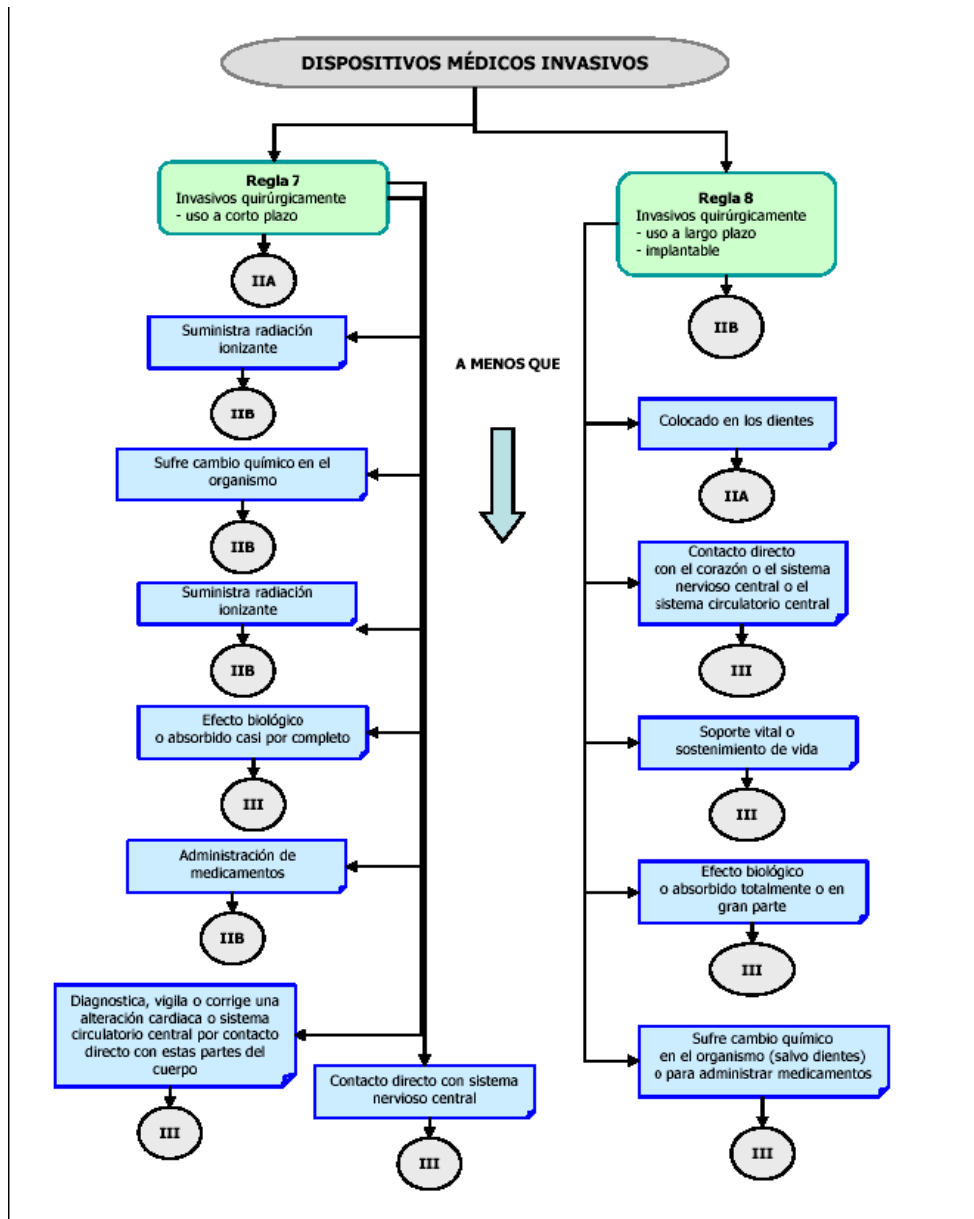 DISPOSITIVOS MÉDICOS INVASIVOS
Regla 7
Invasivos quirúrgicamente
- uso a corto plazo
IIA
Suministra radiación
ionizante
IIB
Sufre cambio químico en el
organismo
IIB
Suministra radiación
ionizante
IIB
Efecto biológico
o absorbido casi por completo
III
Administración de
medicamentos
IIB
Diagnostica, vigila o corrige una
alteración cardiaca o sistema
circulatorio central por contacto
directo con estas partes del
cuerpo
III
Contacto directo con sistema
nervioso central
III
A MENOS QUE
Regla 8
Invasivos quirúrgicamente
- uso a largo plazo
- implantable
IIB
Colocado en los dientes
IIA
Contacto directo
con el corazón o el sistema
nervioso central o el
sistema circulatorio central
III
Soporte vital o
sostenimiento de vida
III
Efecto biológico
o absorbido totalmente o en
gran parte
III
Sufre cambio químico
en el organismo (salvo dientes)
o para administrar medicamentos
III